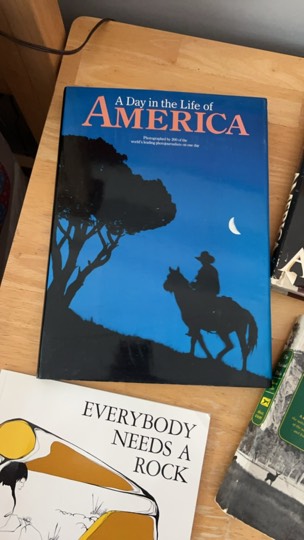 A Day in the Life of
AMERICA
Photographed by 200 of the
world's leading photojournalists on one day
EVERYBODY
NEEDS A
ROCK